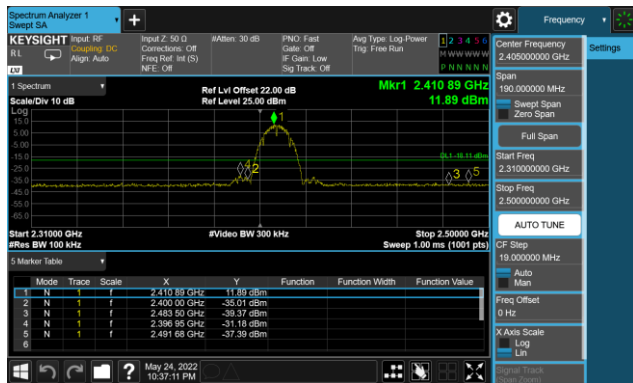 Spectrum Analyzer 1
Swept SA
Frequency
KEYSIGHT Input: RF
R L Coupling: DC
Align: Auto
Input Z: 50 Ω
Corrections: Off
Freq Ref: Int (S)
NFE: Off
#Atten: 30 dB
PNO: Fast
Gate: Off
IF Gain: Low
Sig Track: Off
Avg Type: Log-Power
Trig: Free Run
1 2 3 4 5 6
M W W W W W
P N N N N N
LXI
1 Spectrum
Scale/Div 10 dB
Ref Lvl Offset 22.00 dB
Ref Level 25.00 dBm
Mkr1 2.410 89 GHz
11.89 dBm
Log
15.0
5.00
-5.00
-15.0
-25.0
-35.0
-45.0
-55.0
-65.0
1
4
2
3
5
DL1 -18.11 dBm
Start 2.31000 GHz
#Res BW 100 kHz
#Video BW 300 kHz
Stop 2.50000 GHz
Sweep 1.00 ms (1001 pts)
5 Marker Table
Mode Trace Scale X Y Function Function Width Function Value
1 N 1 f 2.410 89 GHz 11.89 dBm
2 N 1 f 2.400 00 GHz -35.01 dBm
3 N 1 f 2.483 50 GHz -39.37 dBm
4 N 1 f 2.396 95 GHz -31.18 dBm
5 N 1 f 2.491 68 GHz -37.39 dBm
6
May 24, 2022
10:37:11 PM
Center Frequency
2.405000000 GHz
Settings
Span
190.000000 MHz
Swept Span
Zero Span
Full Span
Start Freq
2.310000000 GHz
Stop Freq
2.500000000 GHz
AUTO TUNE
CF Step
19.000000 MHz
Auto
Man
Freq Offset
0 Hz
X Axis Scale
Log
Lin
Signal Track
(Span Zoom)